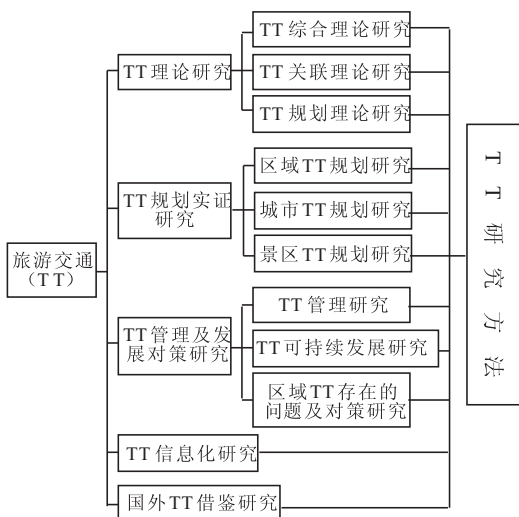 旅游交通
（TT）
TT理论研究
TT综合理论研究
TT关联理论研究
TT规划理论研究
TT规划实证
研究
区域TT规划研究
城市TT规划研究
景区TT规划研究
TT管理及发
展对策研究
TT管理研究
TT可持续发展研究
区域TT存在的
问题及对策研究
TT信息化研究
国外TT借鉴研究
TT研究方法